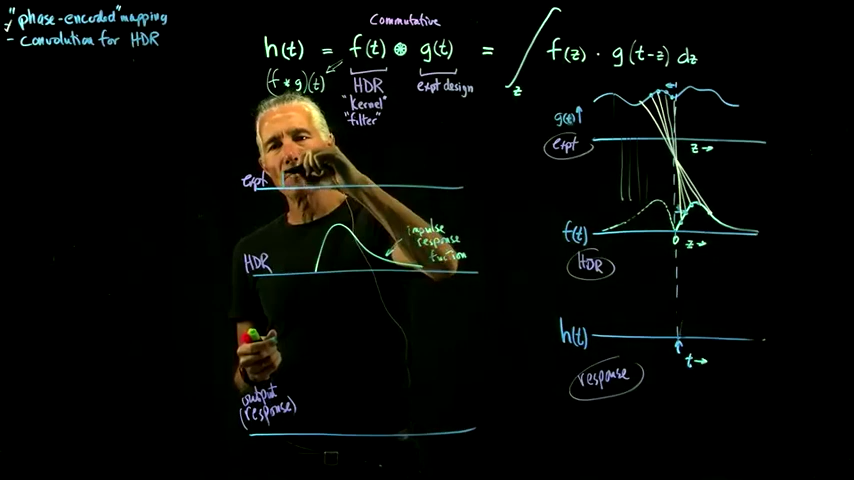 "phase-encoded" mapping
- convolution for HDR
Commutative
h(t) = f(t) ⊛ g(t) = ∫ f(z) · g(t-z) dz
z
(f * g)(t)
HDR
"kernel"
"filter"
expt design
g(t)↑
expt
z→
expt
impulse
response
fuction
HDR
f(t)
HDR
0
z→
h(t)
t→
response
output
(response)